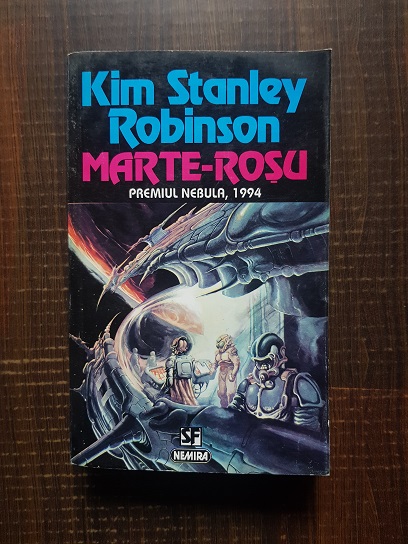 Kim Stanley
Robinson
MARTE-ROȘU
PREMIUL NEBULA, 1994
SF
NEMIRA